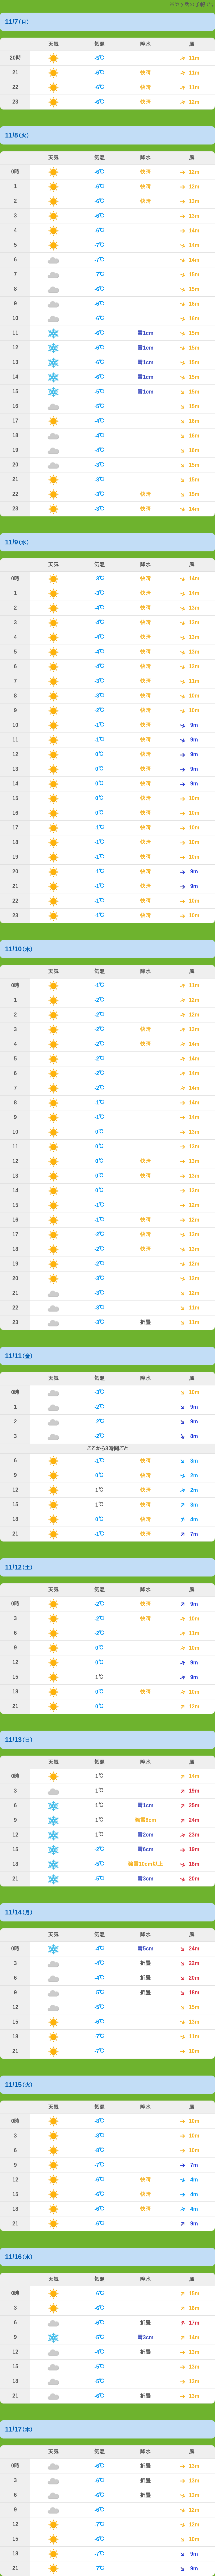 11/7(月)
天気 気温 降水 風
20時 -5℃ 11m
21 -6℃ 快晴 11m
22 -6℃ 快晴 11m
23 -6℃ 快晴 12m
11/8(火)
天気 気温 降水 風
0時 -6℃ 快晴 12m
1 -6℃ 快晴 12m
2 -6℃ 快晴 13m
3 -6℃ 13m
4 -6℃ 14m
5 -7℃ 14m
6 -7℃ 14m
7 -7℃ 15m
8 -6℃ 15m
9 -6℃ 16m
10 -6℃ 16m
11 -6℃ 雪1cm 15m
12 -6℃ 雪1cm 15m
13 -6℃ 雪1cm 15m
14 -6℃ 雪1cm 15m
15 -5℃ 雪1cm 15m
16 -5℃ 15m
17 -4℃ 16m
18 -4℃ 16m
19 -4℃ 16m
20 -3℃ 15m
21 -3℃ 15m
22 -3℃ 快晴 15m
23 -3℃ 快晴 14m
11/9(水)
天気 気温 降水 風
0時 -3℃ 快晴 14m
1 -3℃ 快晴 14m
2 -4℃ 快晴 13m
3 -4℃ 快晴 13m
4 -4℃ 快晴 13m
5 -4℃ 快晴 13m
6 -4℃ 快晴 12m
7 -3℃ 快晴 11m
8 -3℃ 快晴 10m
9 -2℃ 快晴 10m
10 -1℃ 快晴 9m
11 -1℃ 快晴 9m
12 0℃ 快晴 9m
13 0℃ 快晴 9m
14 0℃ 快晴 9m
15 0℃ 快晴 10m
16 0℃ 快晴 10m
17 -1℃ 快晴 10m
18 -1℃ 快晴 10m
19 -1℃ 快晴 10m
20 -1℃ 快晴 9m
21 -1℃ 快晴 9m
22 -1℃ 快晴 10m
23 -1℃ 快晴 10m
11/10(木)
天気 気温 降水 風
0時 -1℃ 11m
1 -2℃ 12m
2 -2℃ 12m
3 -2℃ 快晴 13m
4 -2℃ 快晴 14m
5 -2℃ 14m
6 -2℃ 14m
7 -2℃ 14m
8 -1℃ 14m
9 -1℃ 14m
10 0℃ 13m
11 0℃ 13m
12 0℃ 快晴 13m
13 0℃ 快晴 13m
14 0℃ 13m
15 -1℃ 12m
16 -1℃ 快晴 12m
17 -2℃ 快晴 13m
18 -2℃ 快晴 13m
19 -2℃ 12m
20 -3℃ 12m
21 -3℃ 12m
22 -3℃ 11m
23 -3℃ 折曇 11m
11/11(金)
天気 気温 降水 風
0時 -3℃ 10m
1 -2℃ 9m
2 -2℃ 9m
3 -2℃ 8m
ここから3時間ごと
6 -1℃ 快晴 3m
9 0℃ 快晴 2m
12 1℃ 快晴 2m
15 1℃ 快晴 3m
18 0℃ 快晴 4m
21 -1℃ 快晴 7m
11/12(土)
天気 気温 降水 風
0時 -2℃ 快晴 9m
3 -2℃ 快晴 10m
6 -2℃ 11m
9 0℃ 10m
12 0℃ 9m
15 1℃ 9m
18 0℃ 快晴 10m
21 0℃ 12m
11/13(日)
天気 気温 降水 風
0時 1℃ 14m
3 1℃ 19m
6 1℃ 雪1cm 25m
9 1℃ 24m
12 1℃ 雪2cm 23m
15 -2℃ 雪6cm 19m
18 -5℃ 強雪10cm以上 18m
21 -5℃ 雪3cm 20m
11/14(月)
天気 気温 降水 風
0時 -4℃ 雪5cm 24m
3 -4℃ 折曇 22m
6 -4℃ 折曇 20m
9 -5℃ 折曇 18m
12 -5℃ 15m
15 -6℃ 13m
18 -7℃ 11m
21 -7℃ 10m
11/15(火)
天気 気温 降水 風
0時 -8℃ 10m
3 -8℃ 10m
6 -8℃ 10m
9 -7℃ 7m
12 -6℃ 快晴 4m
15 -6℃ 快晴 4m
18 -6℃ 快晴 4m
21 -6℃ 9m
11/16(水)
天気 気温 降水 風
0時 -6℃ 15m
3 -6℃ 16m
6 -6℃ 折曇 17m
9 -5℃ 雪3cm 14m
12 -4℃ 折曇 13m
15 -5℃ 13m
18 -5℃ 13m
21 -6℃ 折曇 13m
11/17(木)
天気 気温 降水 風
0時 -6℃ 折曇 13m
3 -6℃ 折曇 13m
6 -6℃ 折曇 12m
9 -6℃ 12m
12 -7℃ 12m
15 -6℃ 10m
18 -7℃ 9m
21 -7℃ 9m